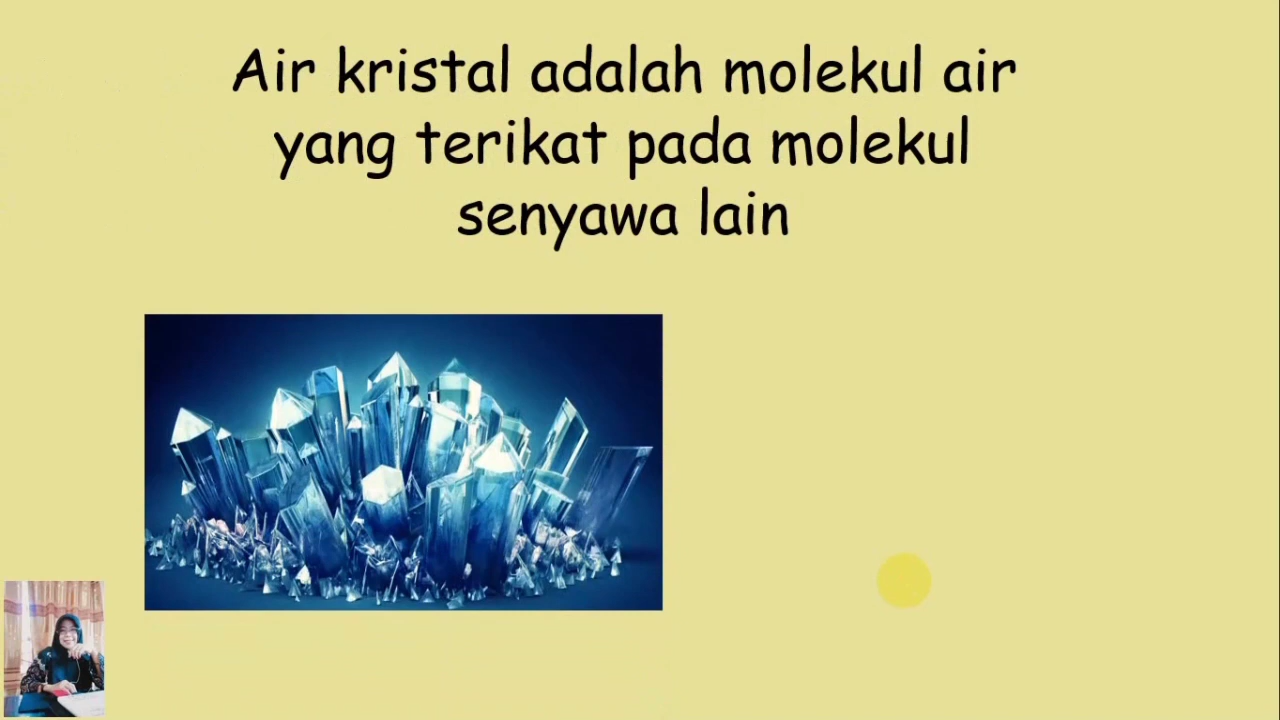 Air kristal adalah molekul air
yang terikat pada molekul
senyawa lain